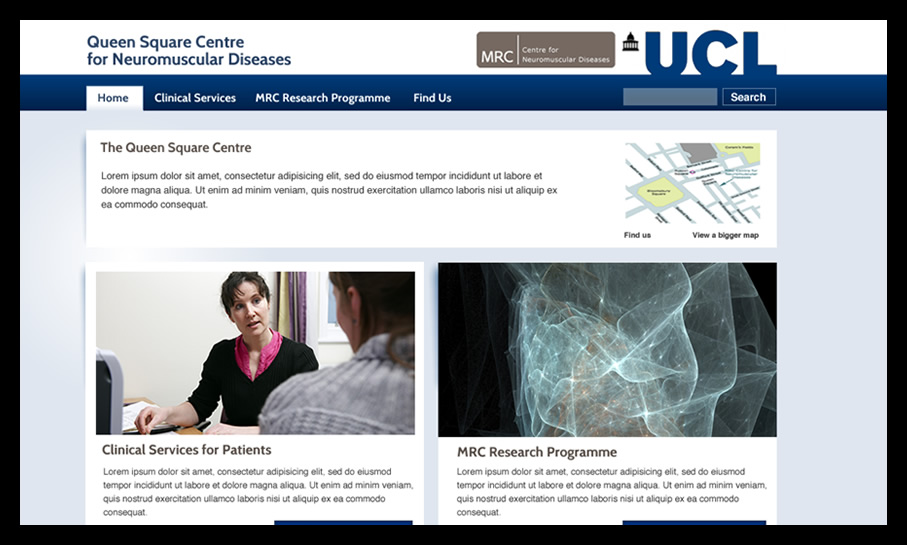 Queen Square Centre
for Neuromuscular Diseases
MRC
Centre for
Neuromuscular Diseases
UCL
Home
Clinical Services
MRC Research Programme
Find Us
Search
The Queen Square Centre
Lorem ipsum dolor sit amet, consectetur adipisicing elit, sed do eiusmod tempor incididunt ut labore et
dolore magna aliqua. Ut enim ad minim veniam, quis nostrud exercitation ullamco laboris nisi ut aliquip ex
ea commodo consequat.
Find us
View a bigger map
Clinical Services for Patients
Lorem ipsum dolor sit amet, consectetur adipisicing elit, sed do eiusmod
tempor incididunt ut labore et dolore magna aliqua. Ut enim ad minim veniam,
quis nostrud exercitation ullamco laboris nisi ut aliquip ex ea commodo
consequat.
MRC Research Programme
Lorem ipsum dolor sit amet, consectetur adipisicing elit, sed do eiusmod
tempor incididunt ut labore et dolore magna aliqua. Ut enim ad minim veniam,
quis nostrud exercitation ullamco laboris nisi ut aliquip ex ea commodo
consequat.